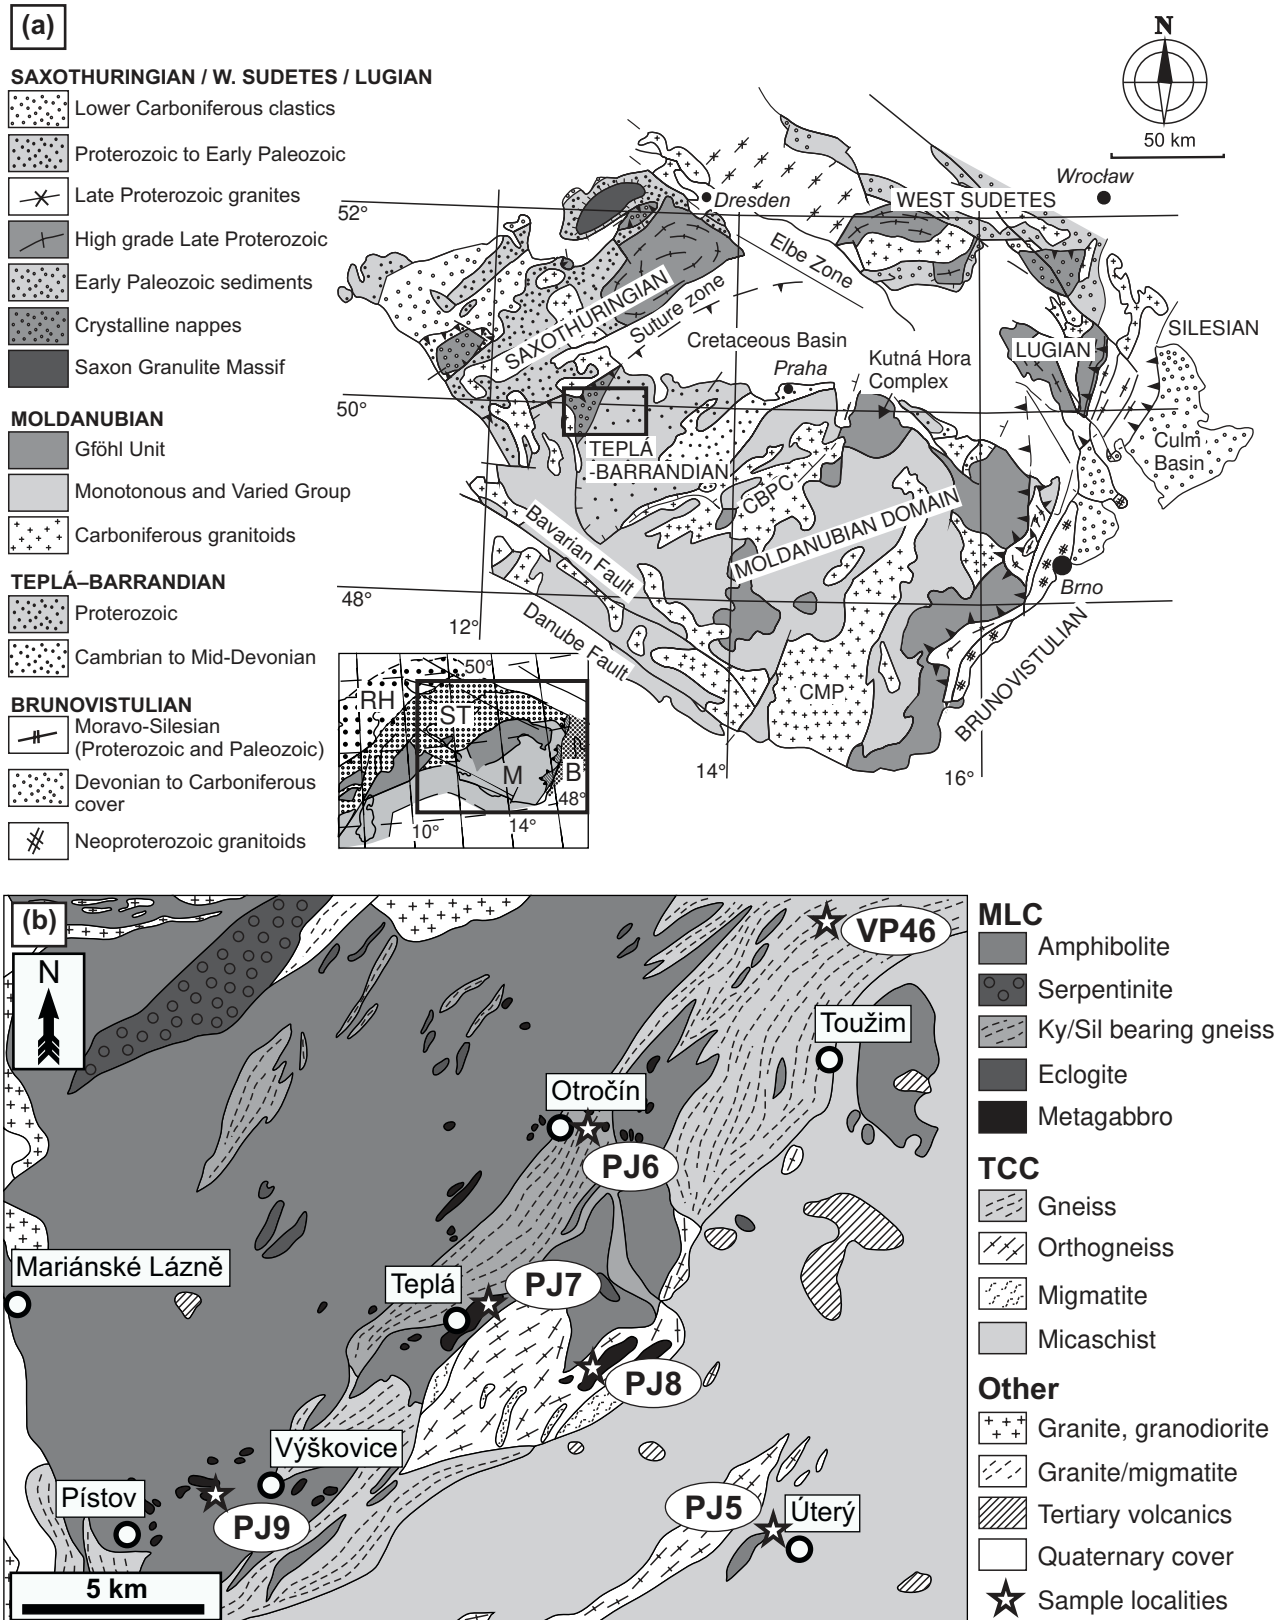 (a)
SAXOTHURINGIAN / W. SUDETES / LUGIAN
Lower Carboniferous clastics
Proterozoic to Early Paleozoic
Late Proterozoic granites
High grade Late Proterozoic
Early Paleozoic sediments
Crystalline nappes
Saxon Granulite Massif
MOLDANUBIAN
Gföhl Unit
Monotonous and Varied Group
Carboniferous granitoids
TEPLÁ–BARRANDIAN
Proterozoic
Cambrian to Mid-Devonian
BRUNOVISTULIAN
Moravo-Silesian
(Proterozoic and Paleozoic)
Devonian to Carboniferous
cover
Neoproterozoic granitoids
N
50 km
Wrocław
Dresden
WEST SUDETES
52°
Elbe Zone
SAXOTHURINGIAN
Suture zone
Cretaceous Basin
Praha
Kutná Hora
Complex
LUGIAN
SILESIAN
50°
TEPLÁ
-BARRANDIAN
CBPC
MOLDANUBIAN DOMAIN
Culm
Basin
Bavarian Fault
Danube Fault
Brno
48°
12°
CMP
BRUNOVISTULIAN
14°
16°
50°
RH
ST
M
B
48°
10°
14°
(b)
N
VP46
Toužim
Otročín
PJ6
Mariánské Lázně
Teplá
PJ7
PJ8
Výškovice
Pístov
PJ9
PJ5
Úterý
5 km
MLC
Amphibolite
Serpentinite
Ky/Sil bearing gneiss
Eclogite
Metagabbro
TCC
Gneiss
Orthogneiss
Migmatite
Micaschist
Other
Granite, granodiorite
Granite/migmatite
Tertiary volcanics
Quaternary cover
Sample localities